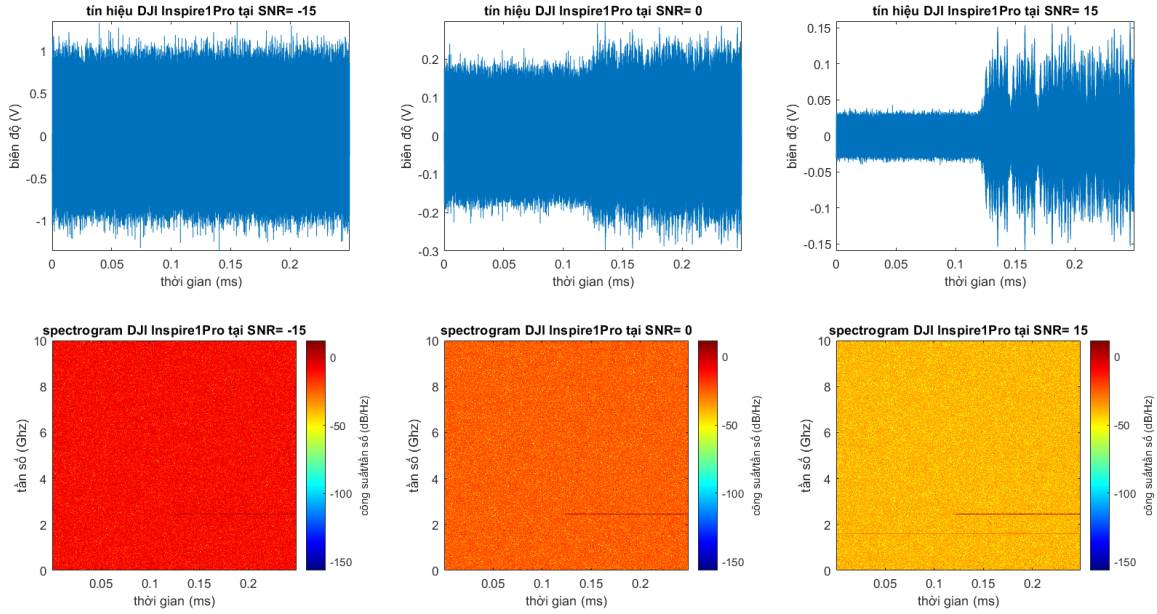 tín hiệu DJI Inspire1Pro tại SNR= -15
1
0.5
0
-0.5
-1
biên độ (V)
0 0.05 0.1 0.15 0.2
thời gian (ms)
tín hiệu DJI Inspire1Pro tại SNR= 0
0.2
0.1
0
-0.1
-0.2
-0.3
biên độ (V)
0 0.05 0.1 0.15 0.2
thời gian (ms)
tín hiệu DJI Inspire1Pro tại SNR= 15
0.15
0.1
0.05
0
-0.05
-0.1
-0.15
biên độ (V)
0 0.05 0.1 0.15 0.2
thời gian (ms)
spectrogram DJI Inspire1Pro tại SNR= -15
10
8
6
4
2
0
tần số (Ghz)
0.05 0.1 0.15 0.2
thời gian (ms)
0
-50
-100
-150
công suất/tần số (dB/Hz)
spectrogram DJI Inspire1Pro tại SNR= 0
10
8
6
4
2
0
tần số (Ghz)
0.05 0.1 0.15 0.2
thời gian (ms)
0
-50
-100
-150
công suất/tần số (dB/Hz)
spectrogram DJI Inspire1Pro tại SNR= 15
10
8
6
4
2
0
tần số (Ghz)
0.05 0.1 0.15 0.2
thời gian (ms)
0
-50
-100
-150
công suất/tần số (dB/Hz)